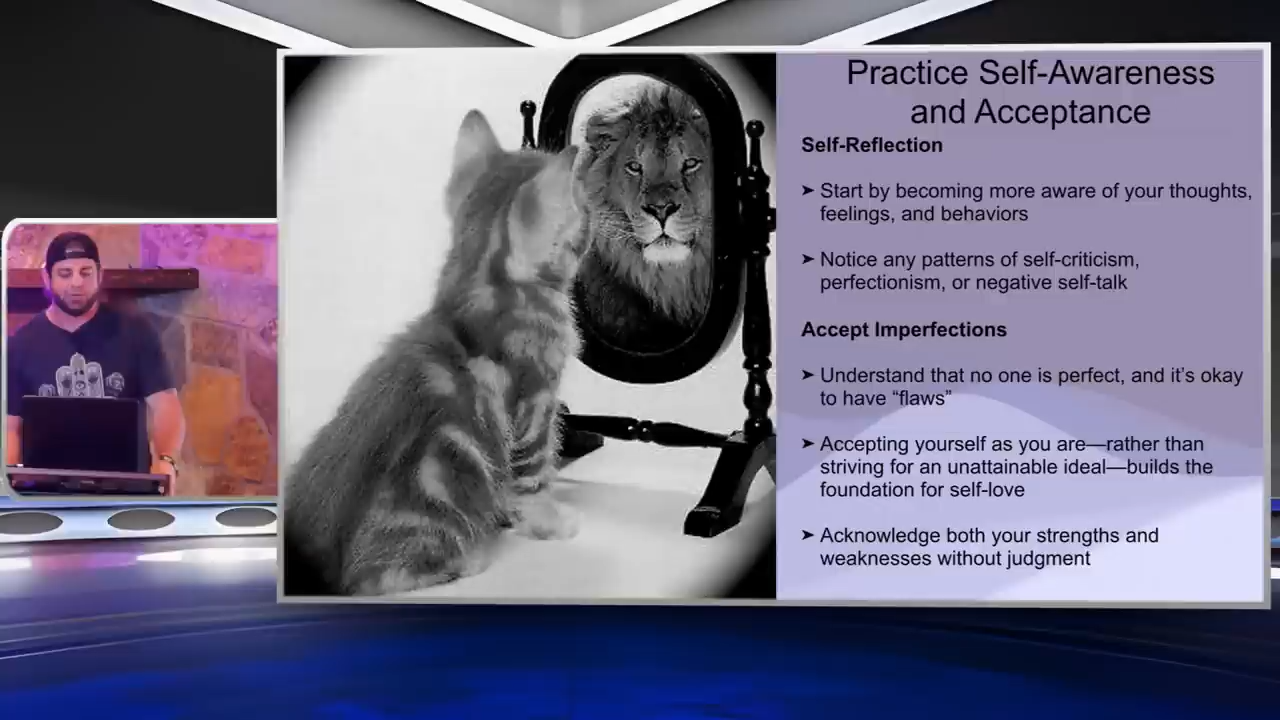 Practice Self-Awareness
and Acceptance
Self-Reflection
➤ Start by becoming more aware of your thoughts,
feelings, and behaviors
➤ Notice any patterns of self-criticism,
perfectionism, or negative self-talk
Accept Imperfections
➤ Understand that no one is perfect, and it’s okay
to have “flaws”
➤ Accepting yourself as you are—rather than
striving for an unattainable ideal—builds the
foundation for self-love
➤ Acknowledge both your strengths and
weaknesses without judgment